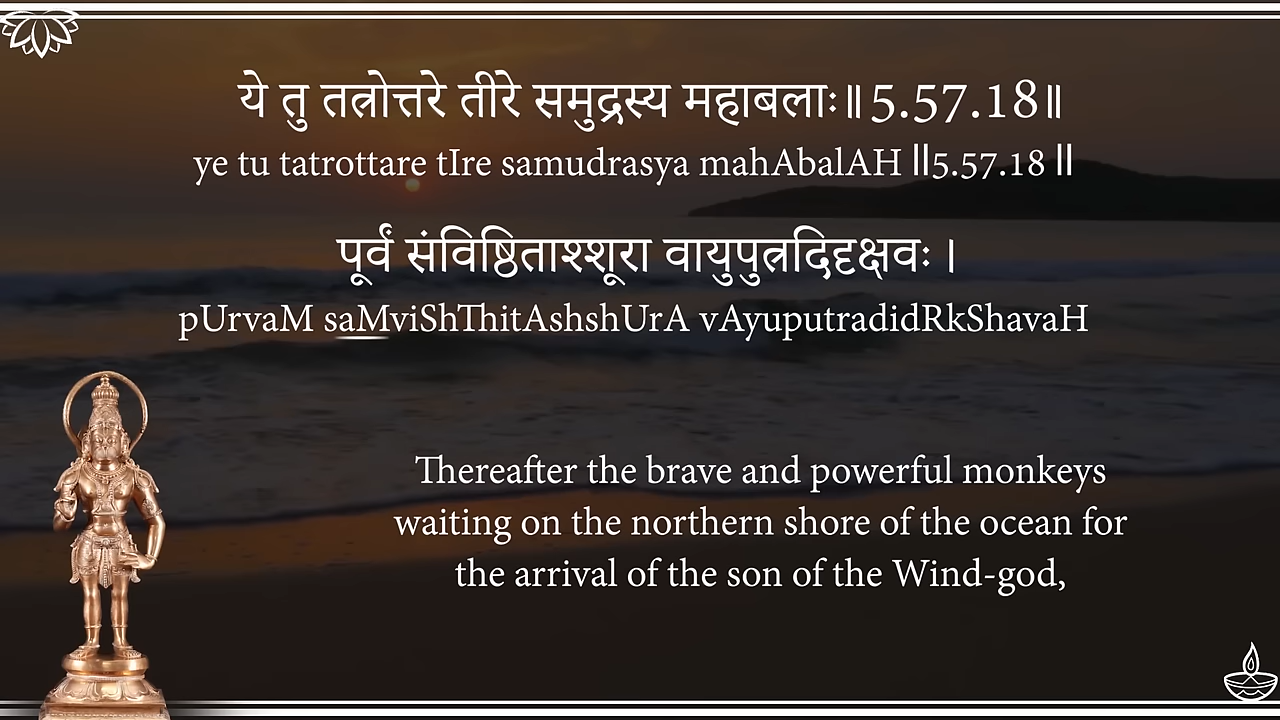 ये तु तत्रोत्तरे तीरे समुद्रस्य महाबलाः॥5.57.18॥
ye tu tatrottare tIre samudrasya mahAbalAH ||5.57.18 ||
पूर्वं संविष्ठिताश्शूरा वायुपुत्रदिदृक्षवः ।
pUrvaM saMviShThitAshshUrA vAyuputradidRkShavaH
Thereafter the brave and powerful monkeys
waiting on the northern shore of the ocean for
the arrival of the son of the Wind-god,